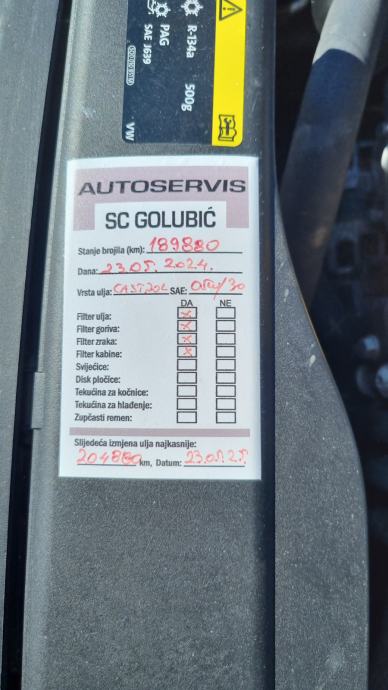 R-134a 500g
PAG
SAE J639
VW
AUTOSERVIS
SC GOLUBIĆ
Stanje brojila (km): 189880
Dana: 23.05. 2024.
Vrsta ulja: CASTROL SAE: 0W/30
DA NE
Filter ulja: x
Filter goriva: x
Filter zraka: x
Filter kabine: x
Svijećice:
Disk pločice:
Tekućina za kočnice:
Tekućina za hlađenje:
Zupčasti remen:
Slijedeća izmjena ulja najkasnije:
204880 km, Datum: 23.05.25.